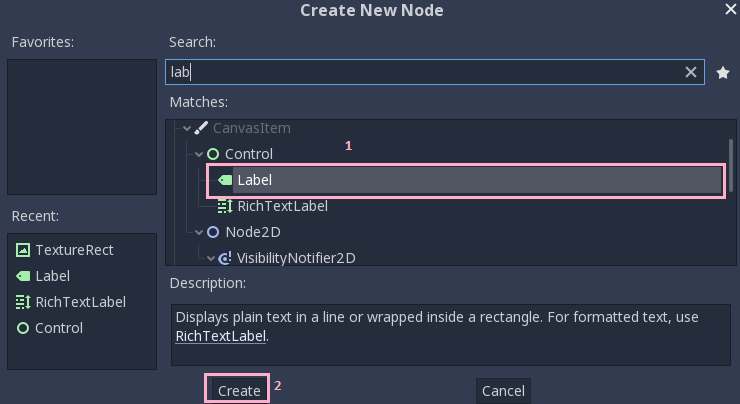 Create New Node
Favorites:
Search:
lab
Matches:
CanvasItem
Control
1
Label
RichTextLabel
Node2D
VisibilityNotifier2D
Recent:
TextureRect
Label
RichTextLabel
Control
Description:
Displays plain text in a line or wrapped inside a rectangle. For formatted text, use
RichTextLabel.
Create
2
Cancel